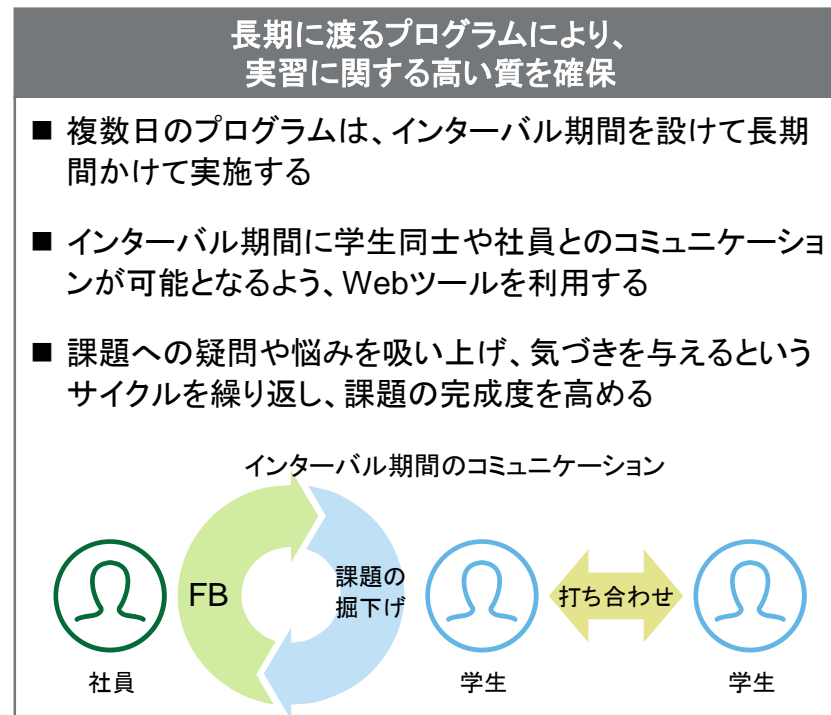 長期に渡るプログラムにより、
実習に関する高い質を確保
■ 複数日のプログラムは、インターバル期間を設けて長期
間かけて実施する
■ インターバル期間に学生同士や社員とのコミュニケーショ
ンが可能となるよう、Webツールを利用する
■ 課題への疑問や悩みを吸い上げ、気づきを与えるという
サイクルを繰り返し、課題の完成度を高める
インターバル期間のコミュニケーション
FB
課題の
掘下げ
打ち合わせ
社員
学生
学生